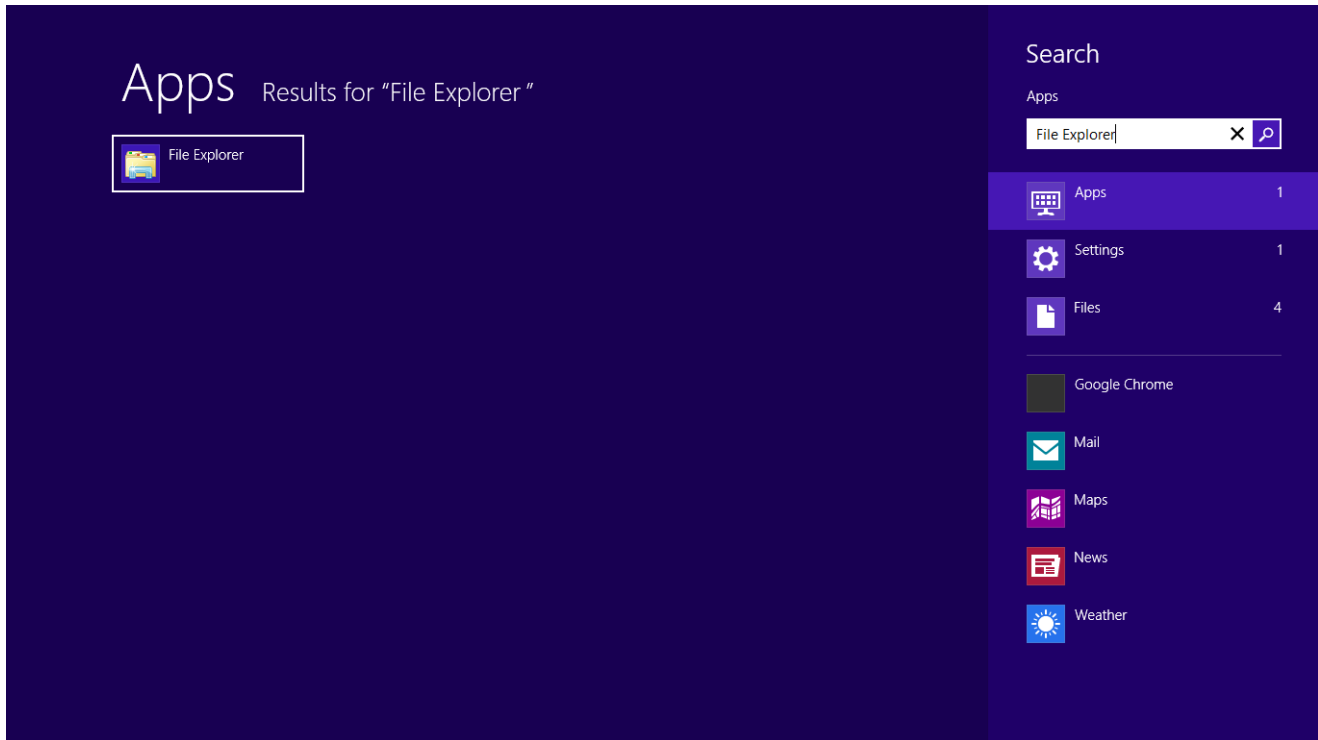 Apps Results for “File Explorer ”
File Explorer
Search
Apps
File Explorer
Apps 1
Settings 1
Files 4
Google Chrome
Mail
Maps
News
Weather